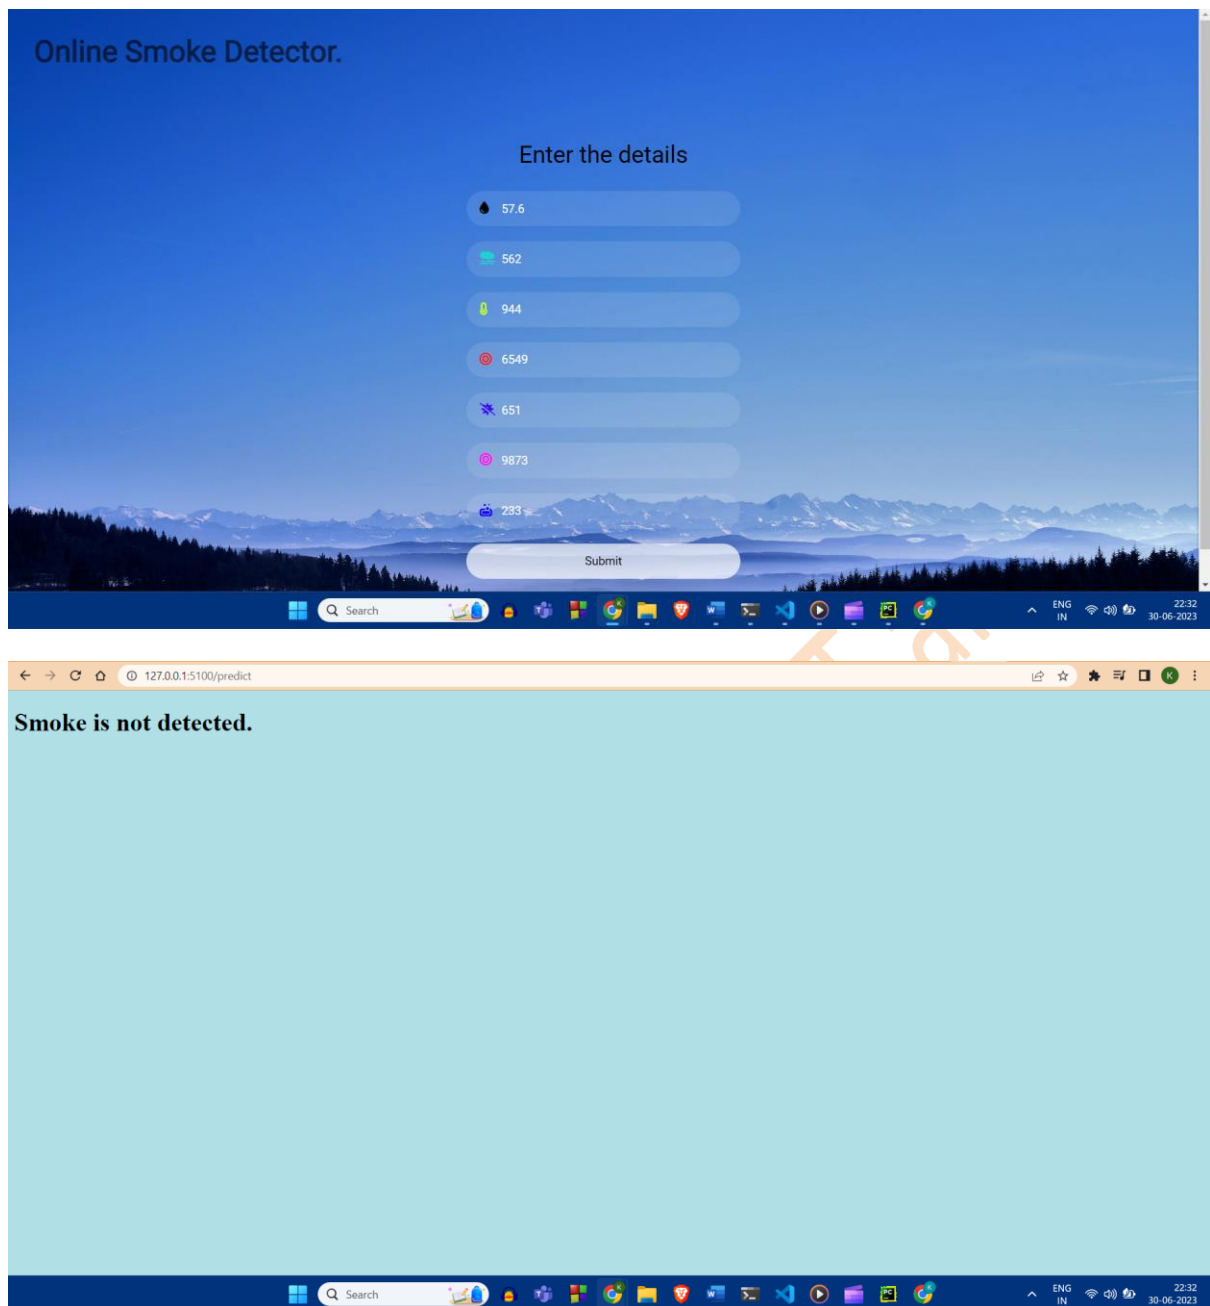 Online Smoke Detector.
Enter the details
57.6
562
944
6549
651
9873
233
Submit
Search
ENG
IN
22:32
30-06-2023
127.0.0.1:5100/predict
K
Smoke is not detected.
Search
ENG
IN
22:32
30-06-2023